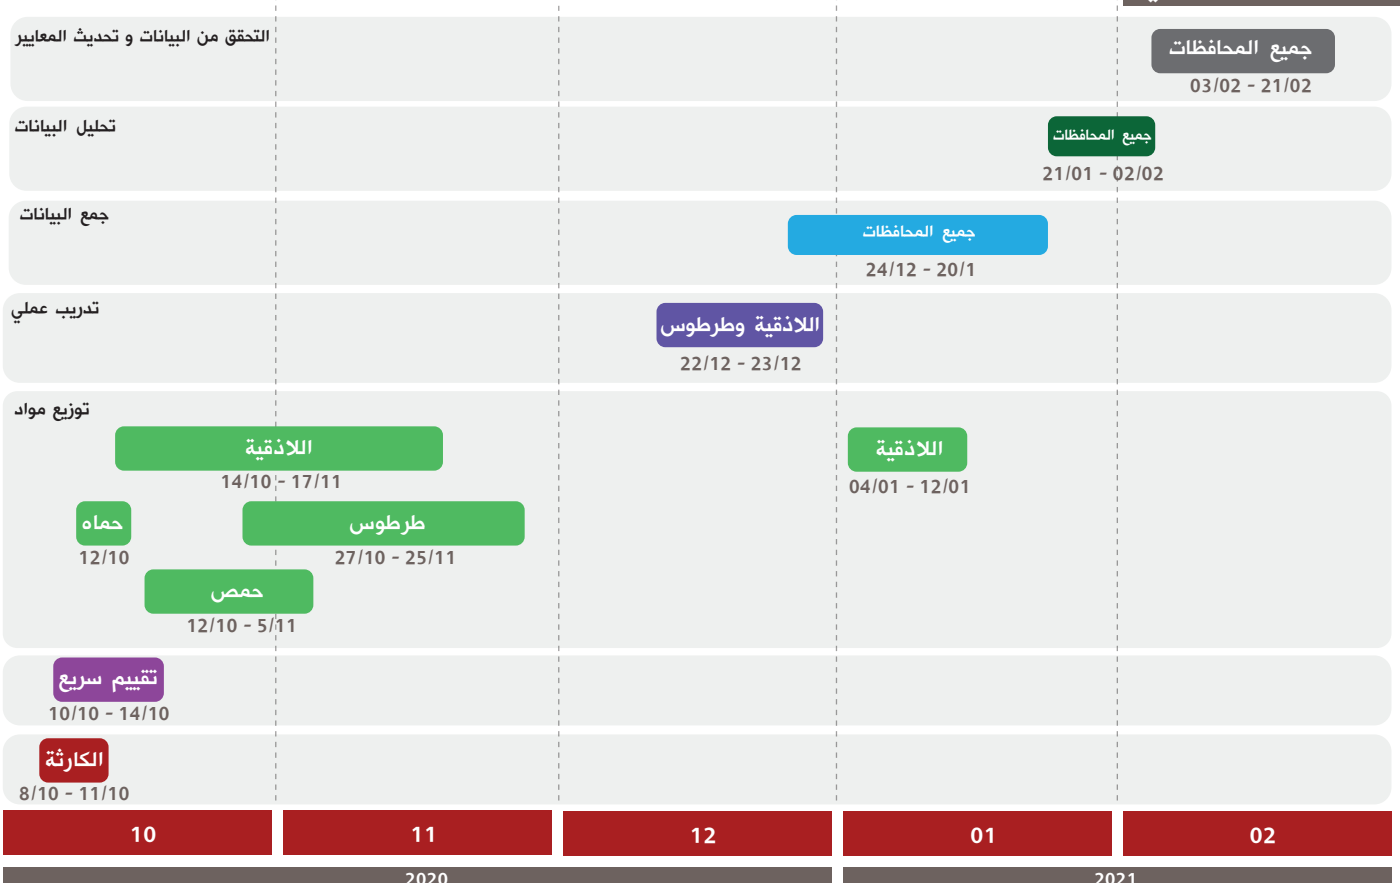 التحقق من البيانات و تحديث المعايير
جميع المحافظات
03/02 - 21/02
تحليل البيانات
جميع المحافظات
21/01 - 02/02
جمع البيانات
جميع المحافظات
24/12 - 20/1
تدريب عملي
اللاذقية وطرطوس
22/12 - 23/12
توزيع مواد
اللاذقية
14/10 - 17/11
اللاذقية
04/01 - 12/01
حماه
12/10
طرطوس
27/10 - 25/11
حمص
12/10 - 5/11
تقييم سريع
10/10 - 14/10
الكارثة
8/10 - 11/10
10 11 12 01 02
2020 2021